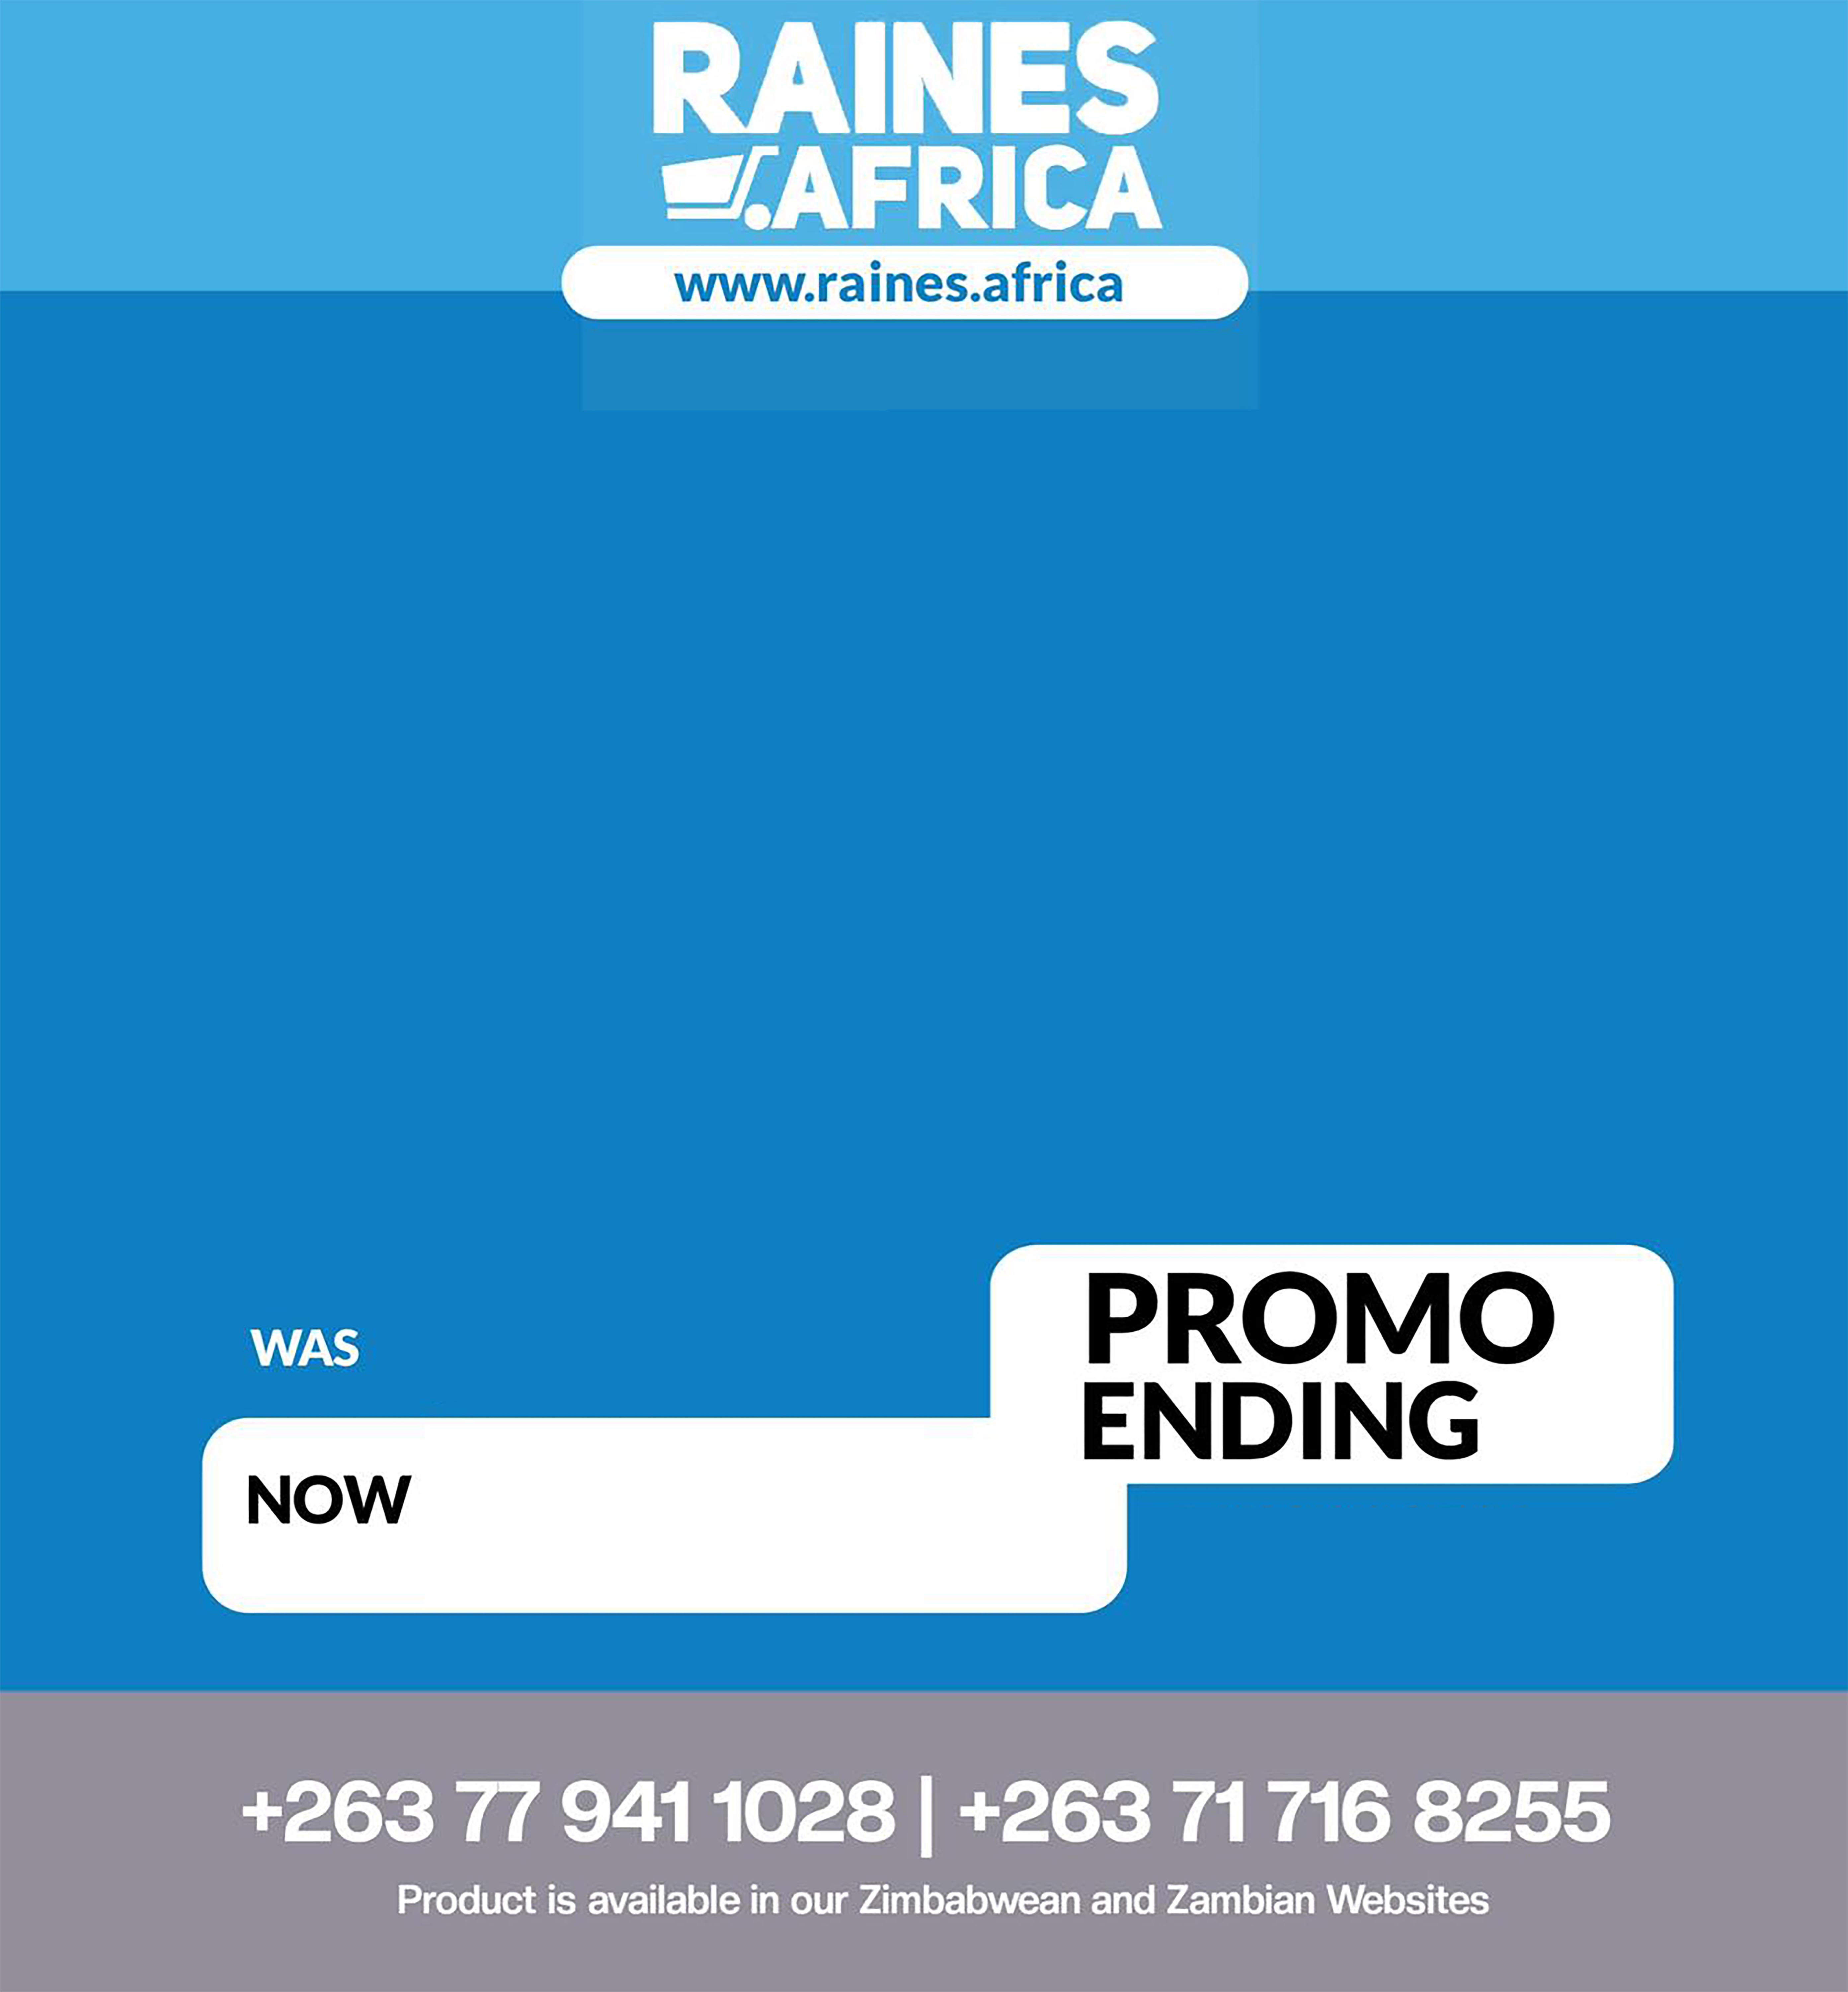 RAINES
.AFRICA
www.raines.africa
WAS
PROMO
ENDING
NOW
+263 77 941 1028 | +263 71 716 8255
Product is available in our Zimbabwean and Zambian Websites